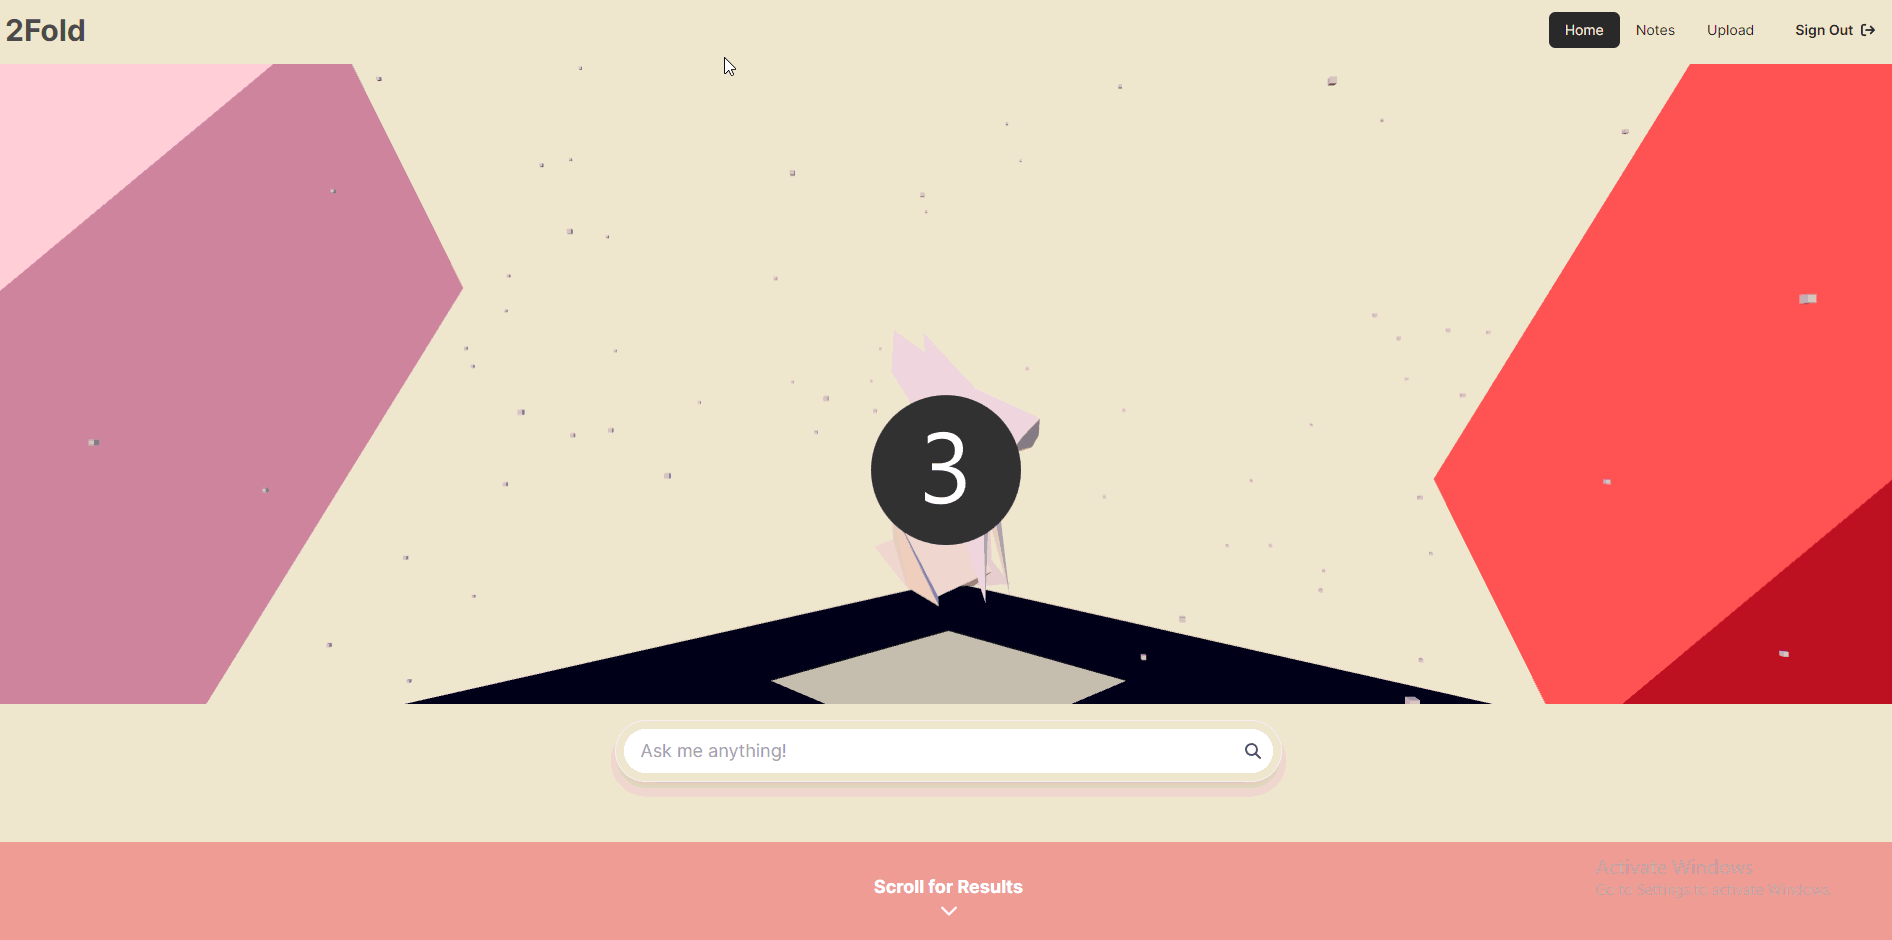 2Fold
Home
Notes
Upload
Sign Out
3
Ask me anything!
Scroll for Results
Activate Windows
Go to Settings to activate Windows.